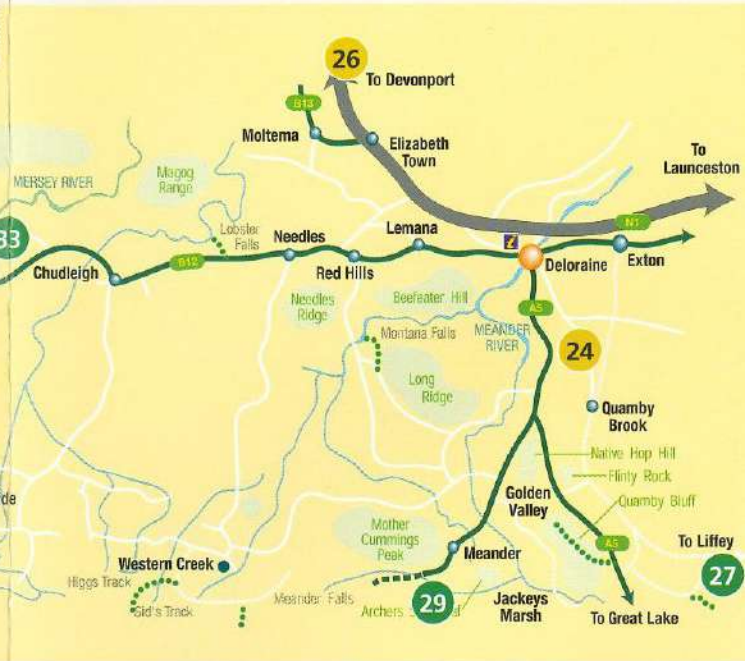 26
To Devonport
B13
Moltema
Elizabeth
Town
To
Launceston
MERSEY RIVER
Magog
Range
N1
33
Lobster
Falls
Needles
Lemana
i
Chudleigh
B12
Red Hills
Deloraine
Exton
Needles
Ridge
Beefeater Hill
A5
Montana Falls
MEANDER
RIVER
24
Long
Ridge
Quamby
Brook
Native Hop Hill
Flinty Rock
de
Golden
Valley
Quamby Bluff
Mother
Cummings
Peak
A5
To Liffey
Western Creek
Meander
27
Higgs Track
Sid's Track
Meander Falls
Archers
29
Jackeys
Marsh
To Great Lake